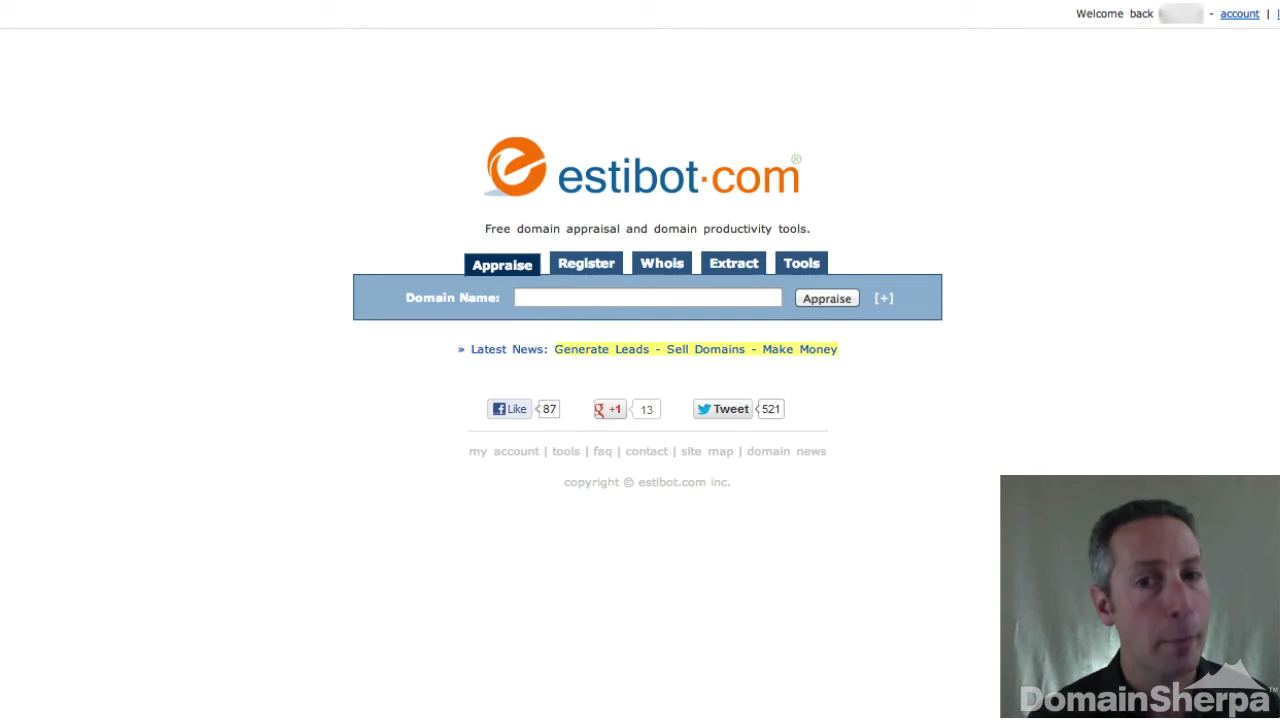 Welcome back - account |
estibot.com®
Free domain appraisal and domain productivity tools.
Appraise Register Whois Extract Tools
Domain Name: Appraise [+]
» Latest News: Generate Leads - Sell Domains - Make Money
Like 87 +1 13 Tweet 521
my account | tools | faq | contact | site map | domain news
copyright © estibot.com inc.
DomainSherpa™